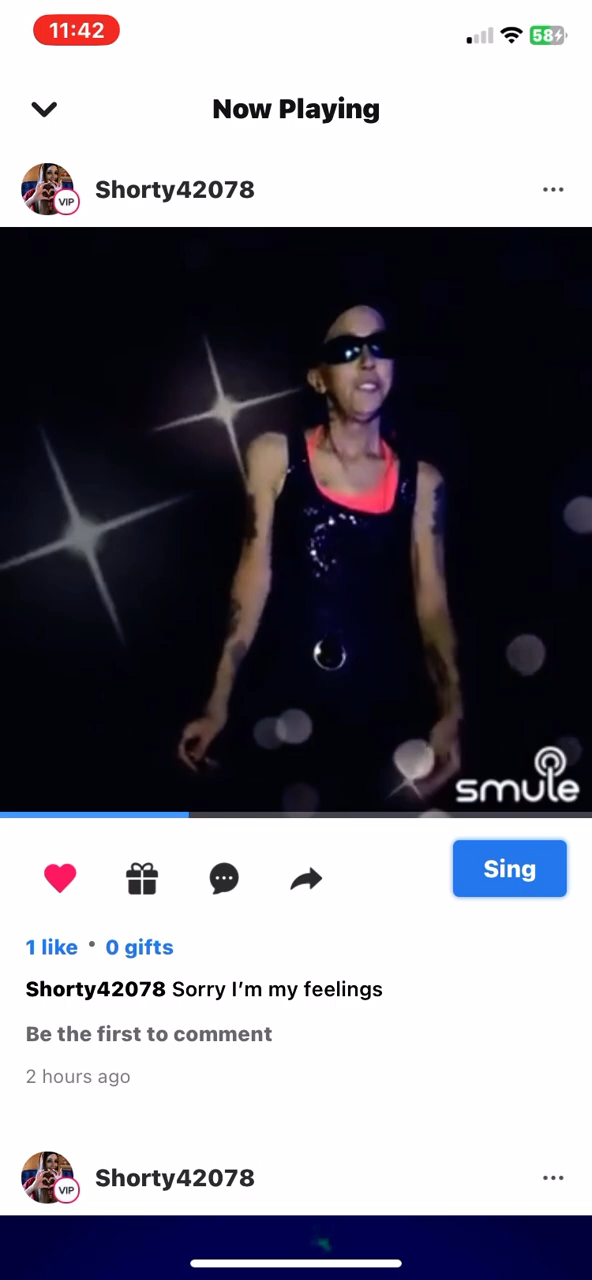 11:42
58
Now Playing
VIP
Shorty42078
smule
Sing
1 like • 0 gifts
Shorty42078 Sorry I’m my feelings
Be the first to comment
2 hours ago
VIP
Shorty42078